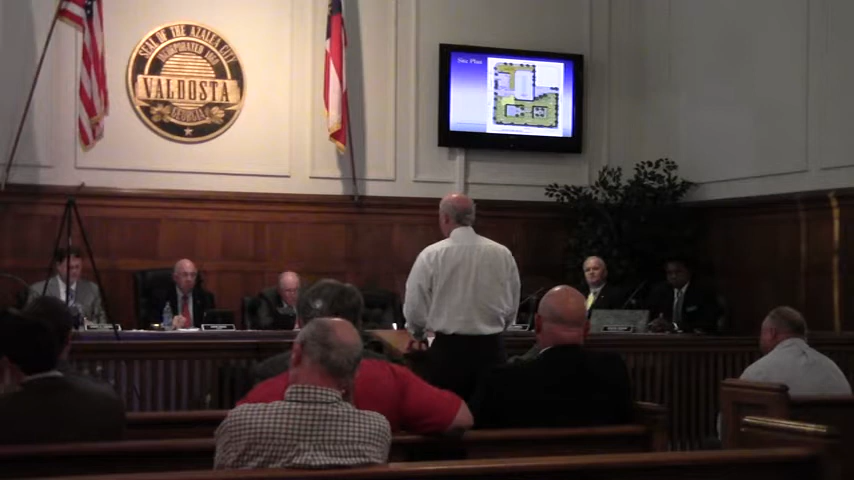 SEAL OF THE AZALEA CITY
INCORPORATED 1860
VALDOSTA
GEORGIA
Site Plan